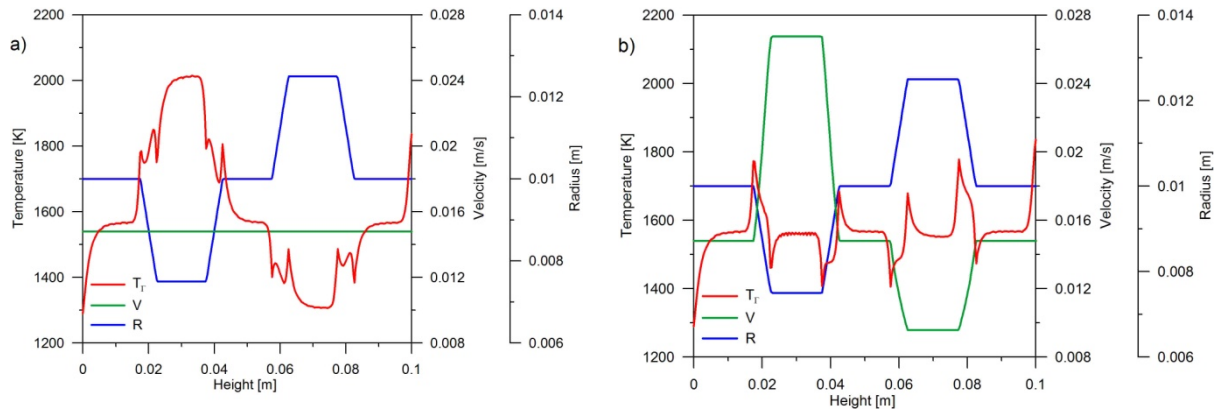 a)
2200
2000
1800
1600
1400
1200
Temperature [K]
0
0.02
0.04
0.06
0.08
0.1
Height [m]
0.028
0.024
0.02
0.016
0.012
0.008
Velocity [m/s]
0.014
0.012
0.01
0.008
0.006
Radius [m]
TΓ
V
R
b)
2200
2000
1800
1600
1400
1200
Temperature [K]
0
0.02
0.04
0.06
0.08
0.1
Height [m]
0.028
0.024
0.02
0.016
0.012
0.008
Velocity [m/s]
0.014
0.012
0.01
0.008
0.006
Radius [m]
TΓ
V
R